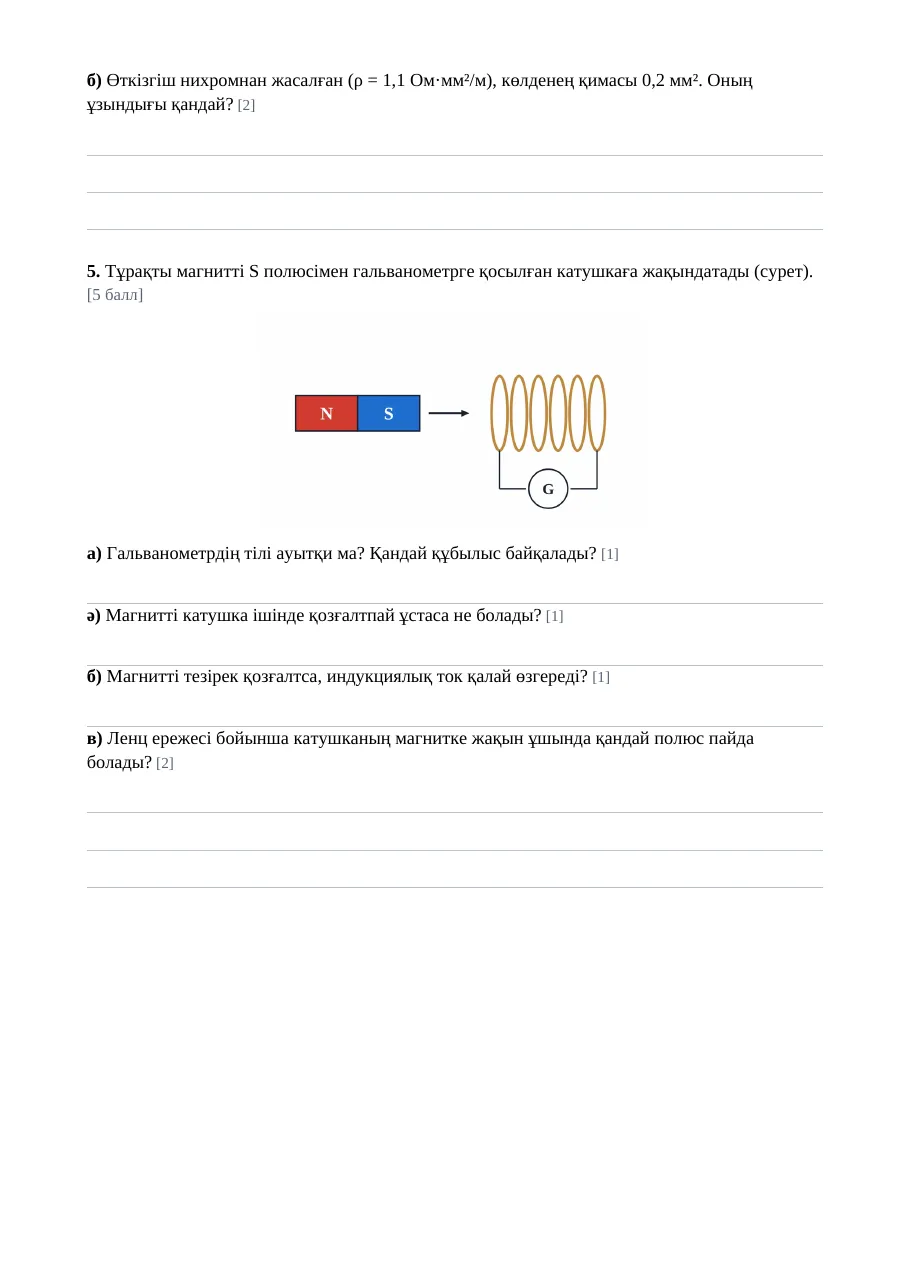 б) Өткізгіш нихромнан жасалған (ρ = 1,1 Ом·мм²/м), көлденең қимасы 0,2 мм². Оның
ұзындығы қандай? [2]
5. Тұрақты магнитті S полюсімен гальванометрге қосылған катушкаға жақындатады (сурет).
[5 балл]
N S
G
а) Гальванометрдің тілі ауытқи ма? Қандай құбылыс байқалады? [1]
ә) Магнитті катушка ішінде қозғалтпай ұстаса не болады? [1]
б) Магнитті тезірек қозғалтса, индукциялық ток қалай өзгереді? [1]
в) Ленц ережесі бойынша катушканың магнитке жақын ұшында қандай полюс пайда
болады? [2]